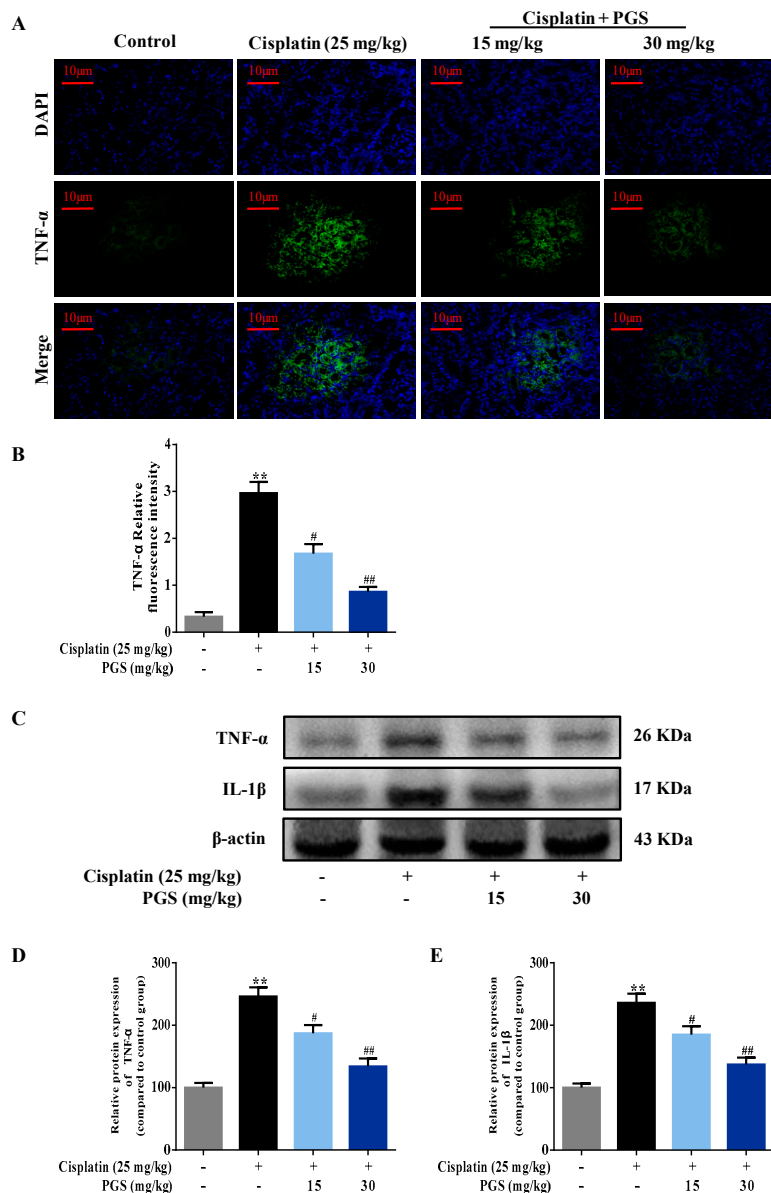 A
Cisplatin + PGS
Control
Cisplatin (25 mg/kg)
15 mg/kg
30 mg/kg
DAPI
10μm
10μm
10μm
10μm
TNF-α
10μm
10μm
10μm
10μm
Merge
10μm
10μm
10μm
10μm
B
TNF-α Relative
fluorescence intensity
4
3
2
1
0
**
#
##
Cisplatin (25 mg/kg) - + + +
PGS (mg/kg) - - 15 30
C
TNF-α 26 KDa
IL-1β 17 KDa
β-actin 43 KDa
Cisplatin (25 mg/kg) - + + +
PGS (mg/kg) - - 15 30
D
Relative protein expression
of TNF-α
(compared to control group)
300
200
100
0
**
#
##
Cisplatin (25 mg/kg) - + + +
PGS (mg/kg) - - 15 30
E
Relative protein expression
of IL-1β
(compared to control group)
300
200
100
0
**
#
##
Cisplatin (25 mg/kg) - + + +
PGS (mg/kg) - - 15 30